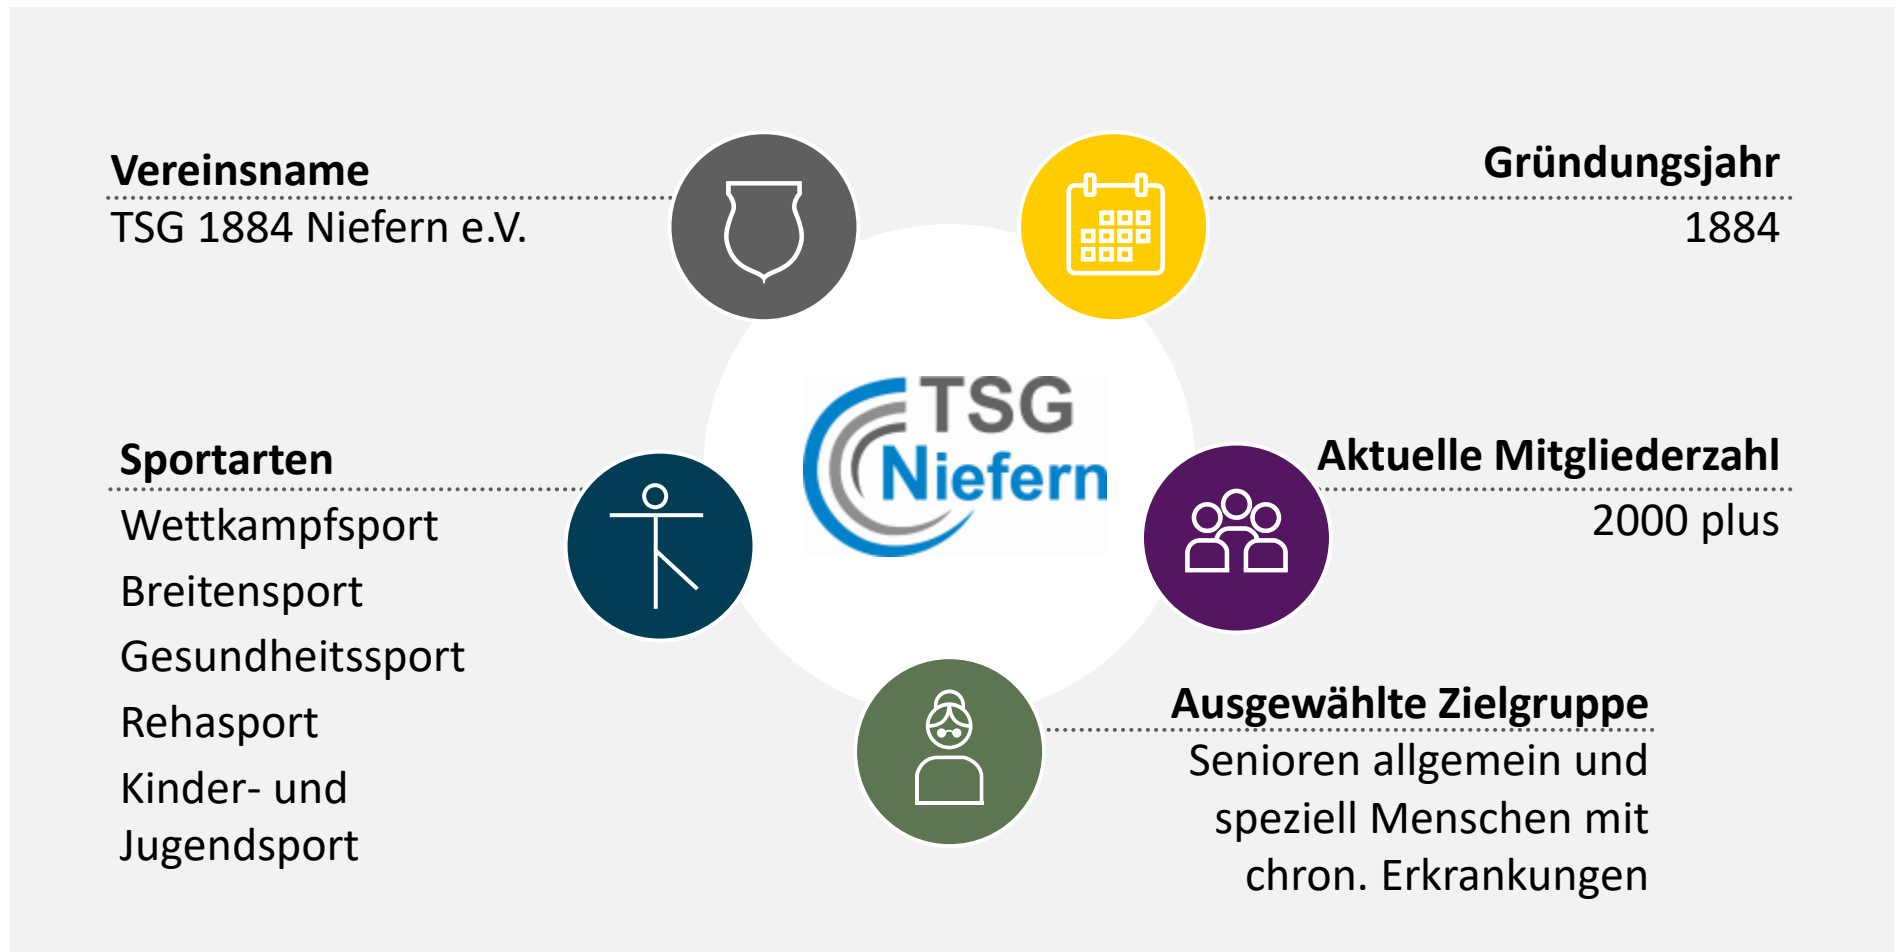 Vereinsname
TSG 1884 Niefern e.V.
Gründungsjahr
1884
TSG
Niefern
Sportarten
Wettkampfsport
Breitensport
Gesundheitssport
Rehasport
Kinder- und
Jugendsport
Aktuelle Mitgliederzahl
2000 plus
Ausgewählte Zielgruppe
Senioren allgemein und
speziell Menschen mit
chron. Erkrankungen